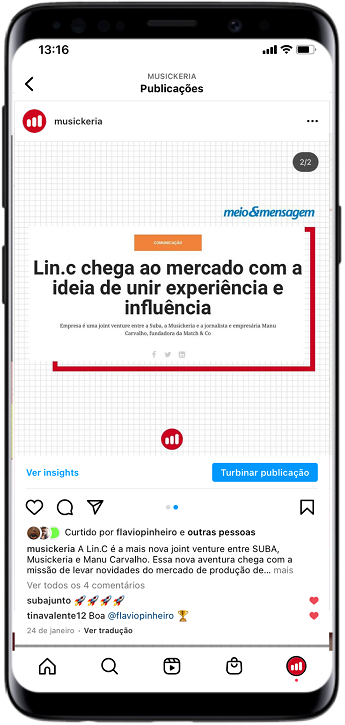 13:16
MUSICKERIA
Publicações
musickeria
2/2
meio&mensagem
COMUNICAÇÃO
Lin.c chega ao mercado com a
ideia de unir experiência e
influência
Empresa é uma joint venture entre a Suba, a Musickeria e a jornalista e empresária Manu
Carvalho, fundadora da Match & Co
Ver insights
Turbinar publicação
Curtido por flaviopinheiro e outras pessoas
musickeria A Lin.C é a mais nova joint venture entre SUBA,
Musickeria e Manu Carvalho. Essa nova aventura chega com a
missão de levar novidades do mercado de produção de... mais
Ver todos os 4 comentários
subajunto 🚀🚀🚀🚀
tinavalente12 Boa @flaviopinheiro 🏆
24 de janeiro · Ver tradução